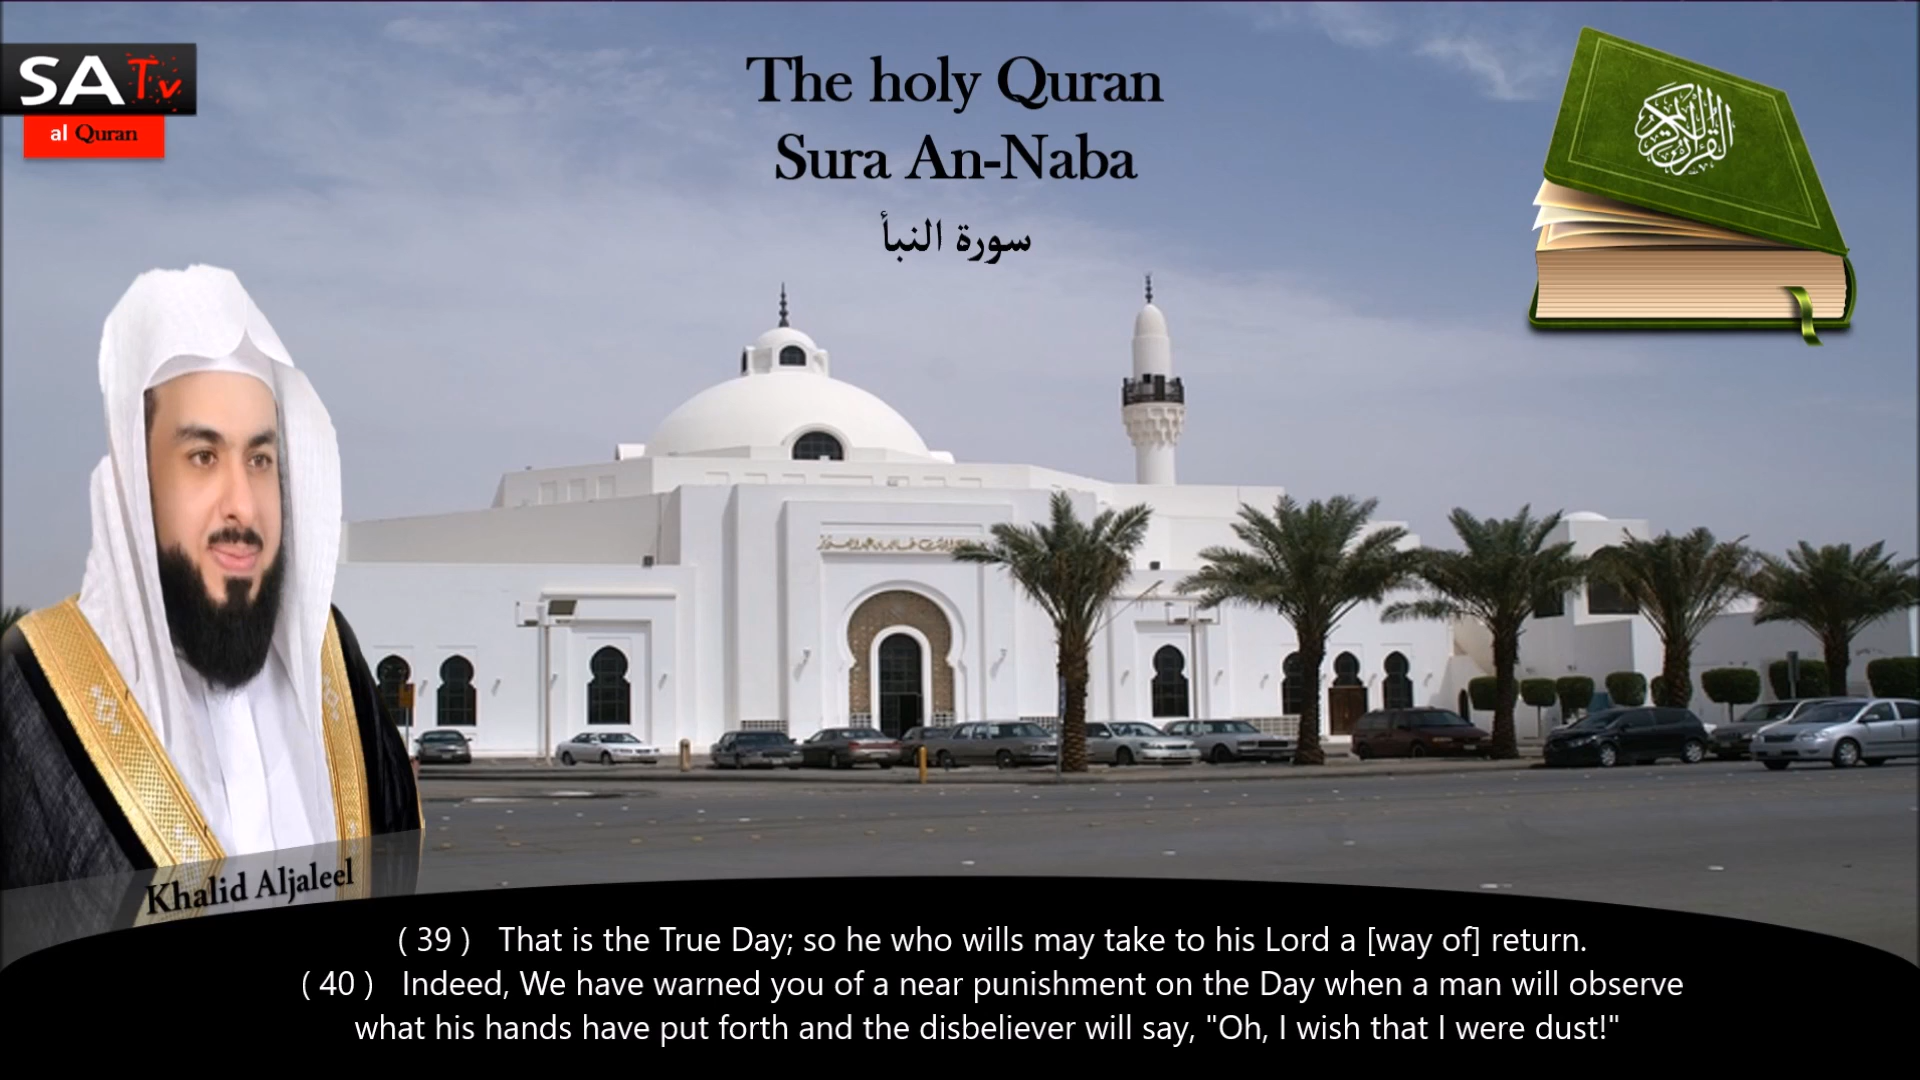 SATv
al Quran
The holy Quran
Sura An-Naba
سورة النبأ
القرآن الكريم
Khalid Aljaleel
( 39 ) That is the True Day; so he who wills may take to his Lord a [way of] return.
( 40 ) Indeed, We have warned you of a near punishment on the Day when a man will observe
what his hands have put forth and the disbeliever will say, "Oh, I wish that I were dust!"